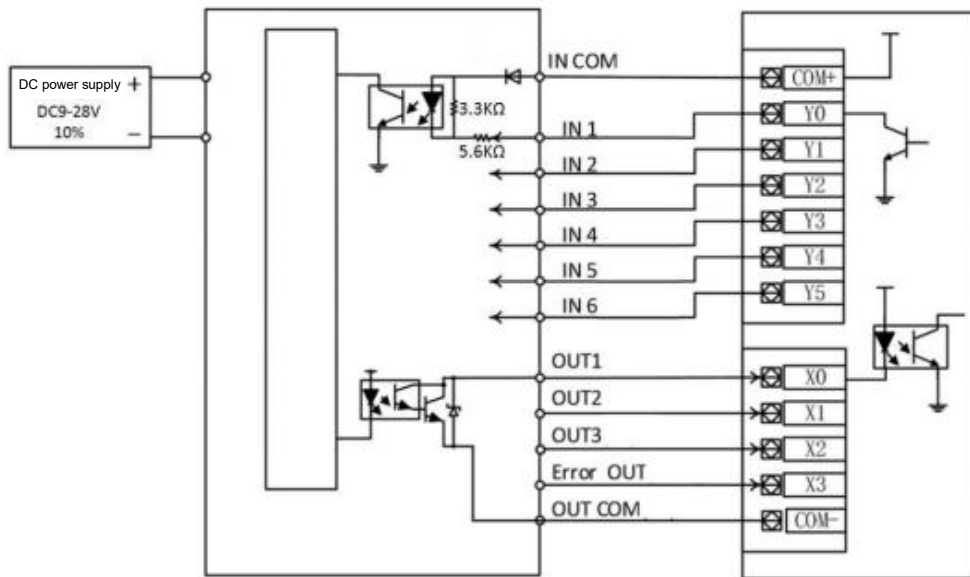 DC power supply +
DC9-28V
10% −
IN COM
3.3KΩ
IN 1
5.6KΩ
IN 2
IN 3
IN 4
IN 5
IN 6
OUT1
OUT2
OUT3
Error OUT
OUT COM
COM+
Y0
Y1
Y2
Y3
Y4
Y5
X0
X1
X2
X3
COM-